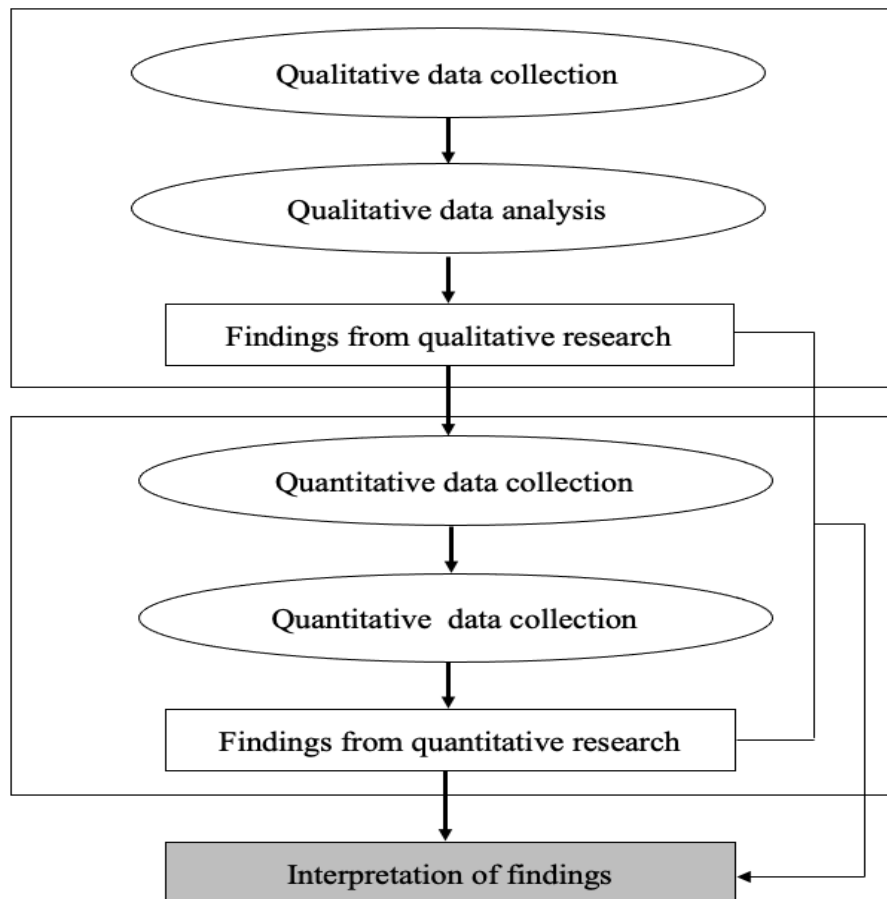 Qualitative data collection
Qualitative data analysis
Findings from qualitative research
Quantitative data collection
Quantitative  data collection
Findings from quantitative research
Interpretation of findings